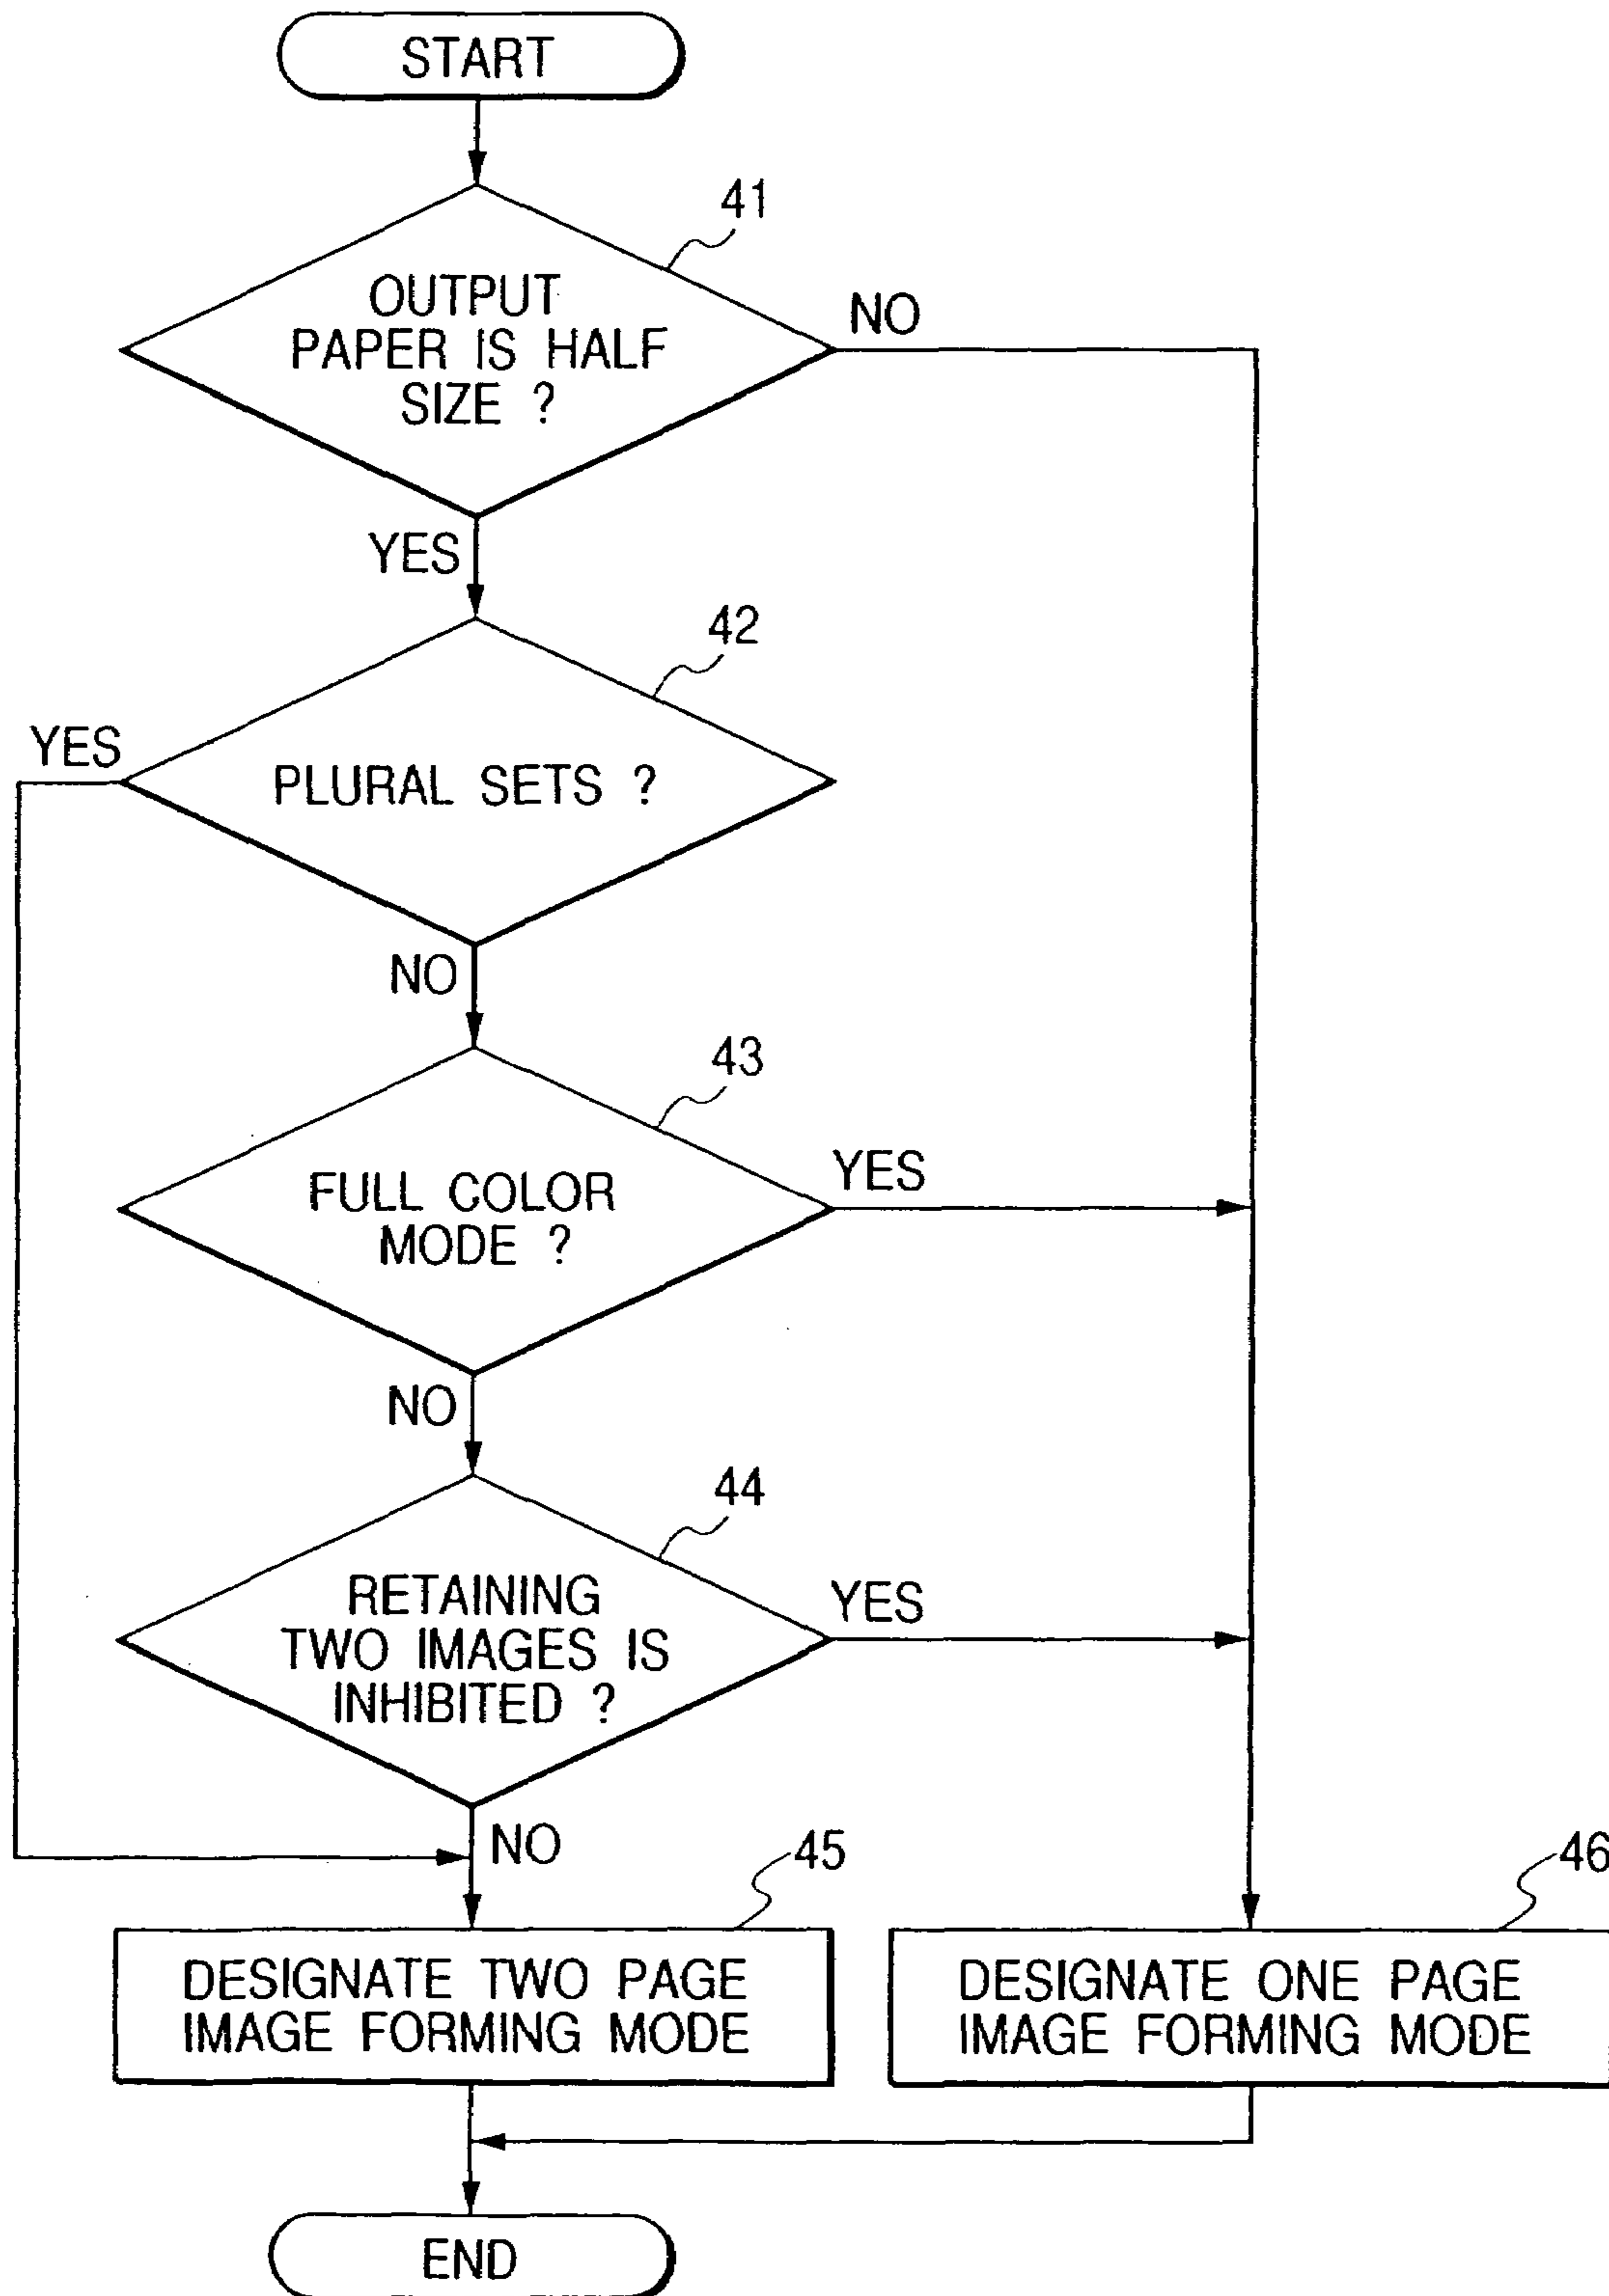 START
41
OUTPUT
PAPER IS HALF
SIZE ?
NO
YES
42
YES
PLURAL SETS ?
NO
43
FULL COLOR
MODE ?
YES
NO
44
RETAINING
TWO IMAGES IS
INHIBITED ?
YES
NO
45
46
DESIGNATE TWO PAGE
IMAGE FORMING MODE
DESIGNATE ONE PAGE
IMAGE FORMING MODE
END